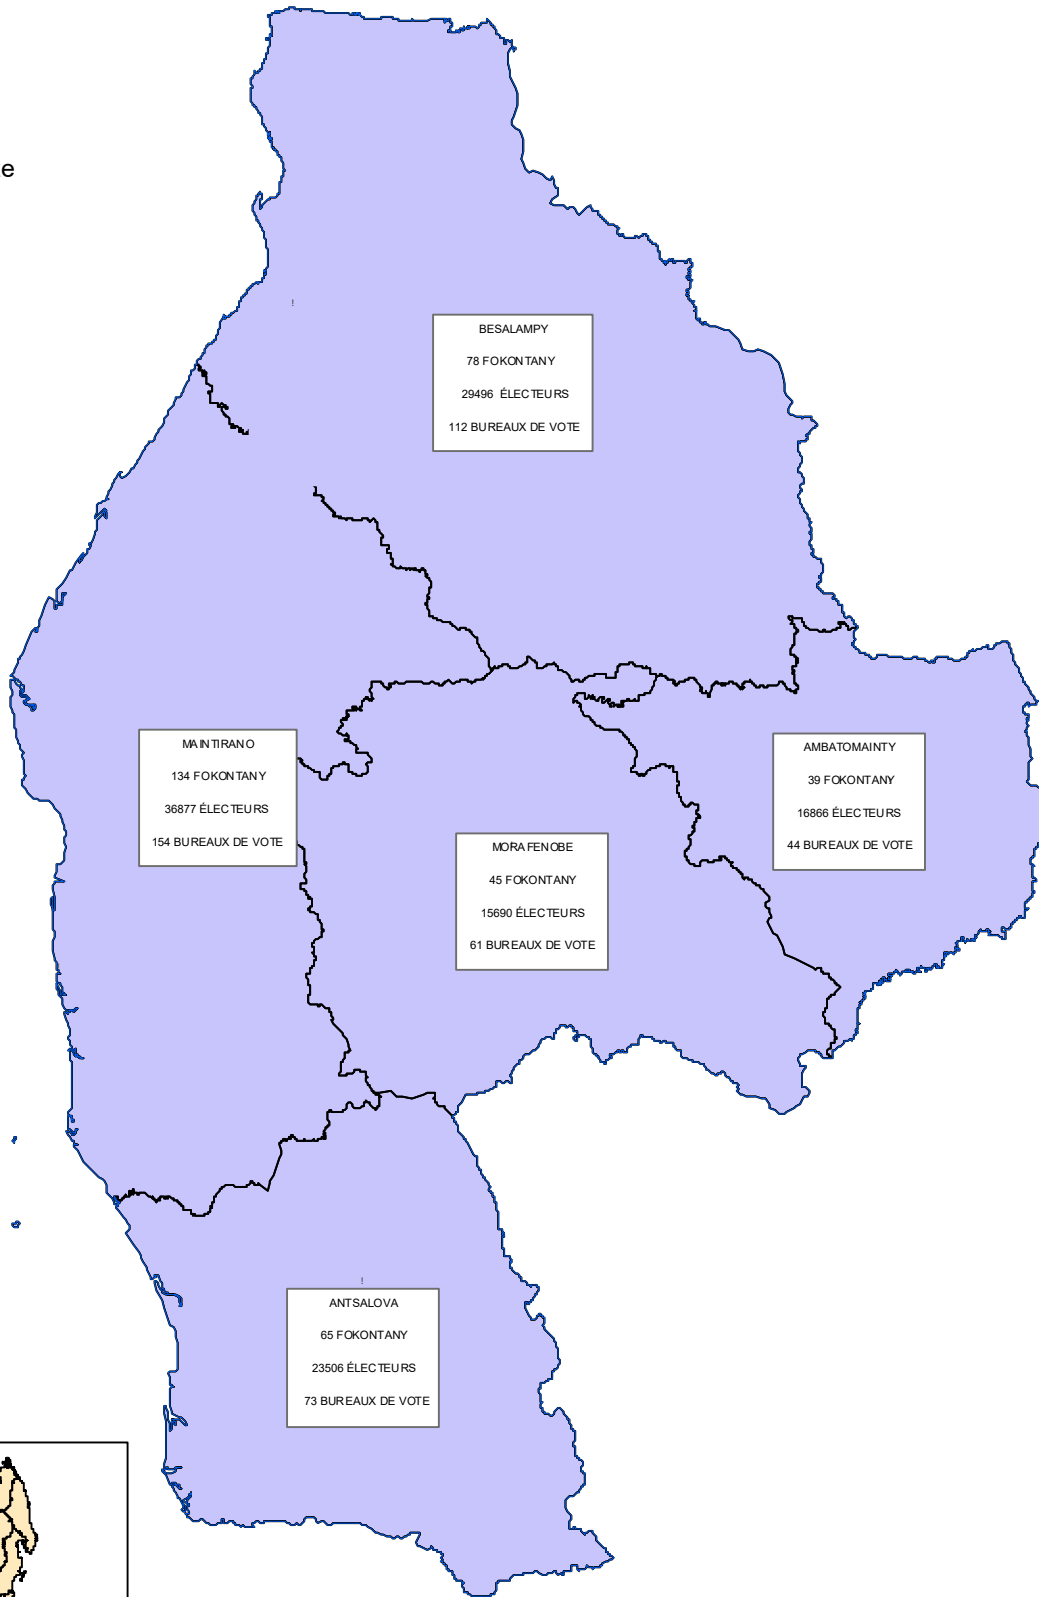 e
BESALAMPY
78 FOKONTANY
29496 ÉLECTEURS
112 BUREAUX DE VOTE
MAINTIRANO
134 FOKONTANY
36877 ÉLECTEURS
154 BUREAUX DE VOTE
AMBATOMAINTY
39 FOKONTANY
16866 ÉLECTEURS
44 BUREAUX DE VOTE
MORAFENOBE
45 FOKONTANY
15690 ÉLECTEURS
61 BUREAUX DE VOTE
ANTSALOVA
65 FOKONTANY
23506 ÉLECTEURS
73 BUREAUX DE VOTE